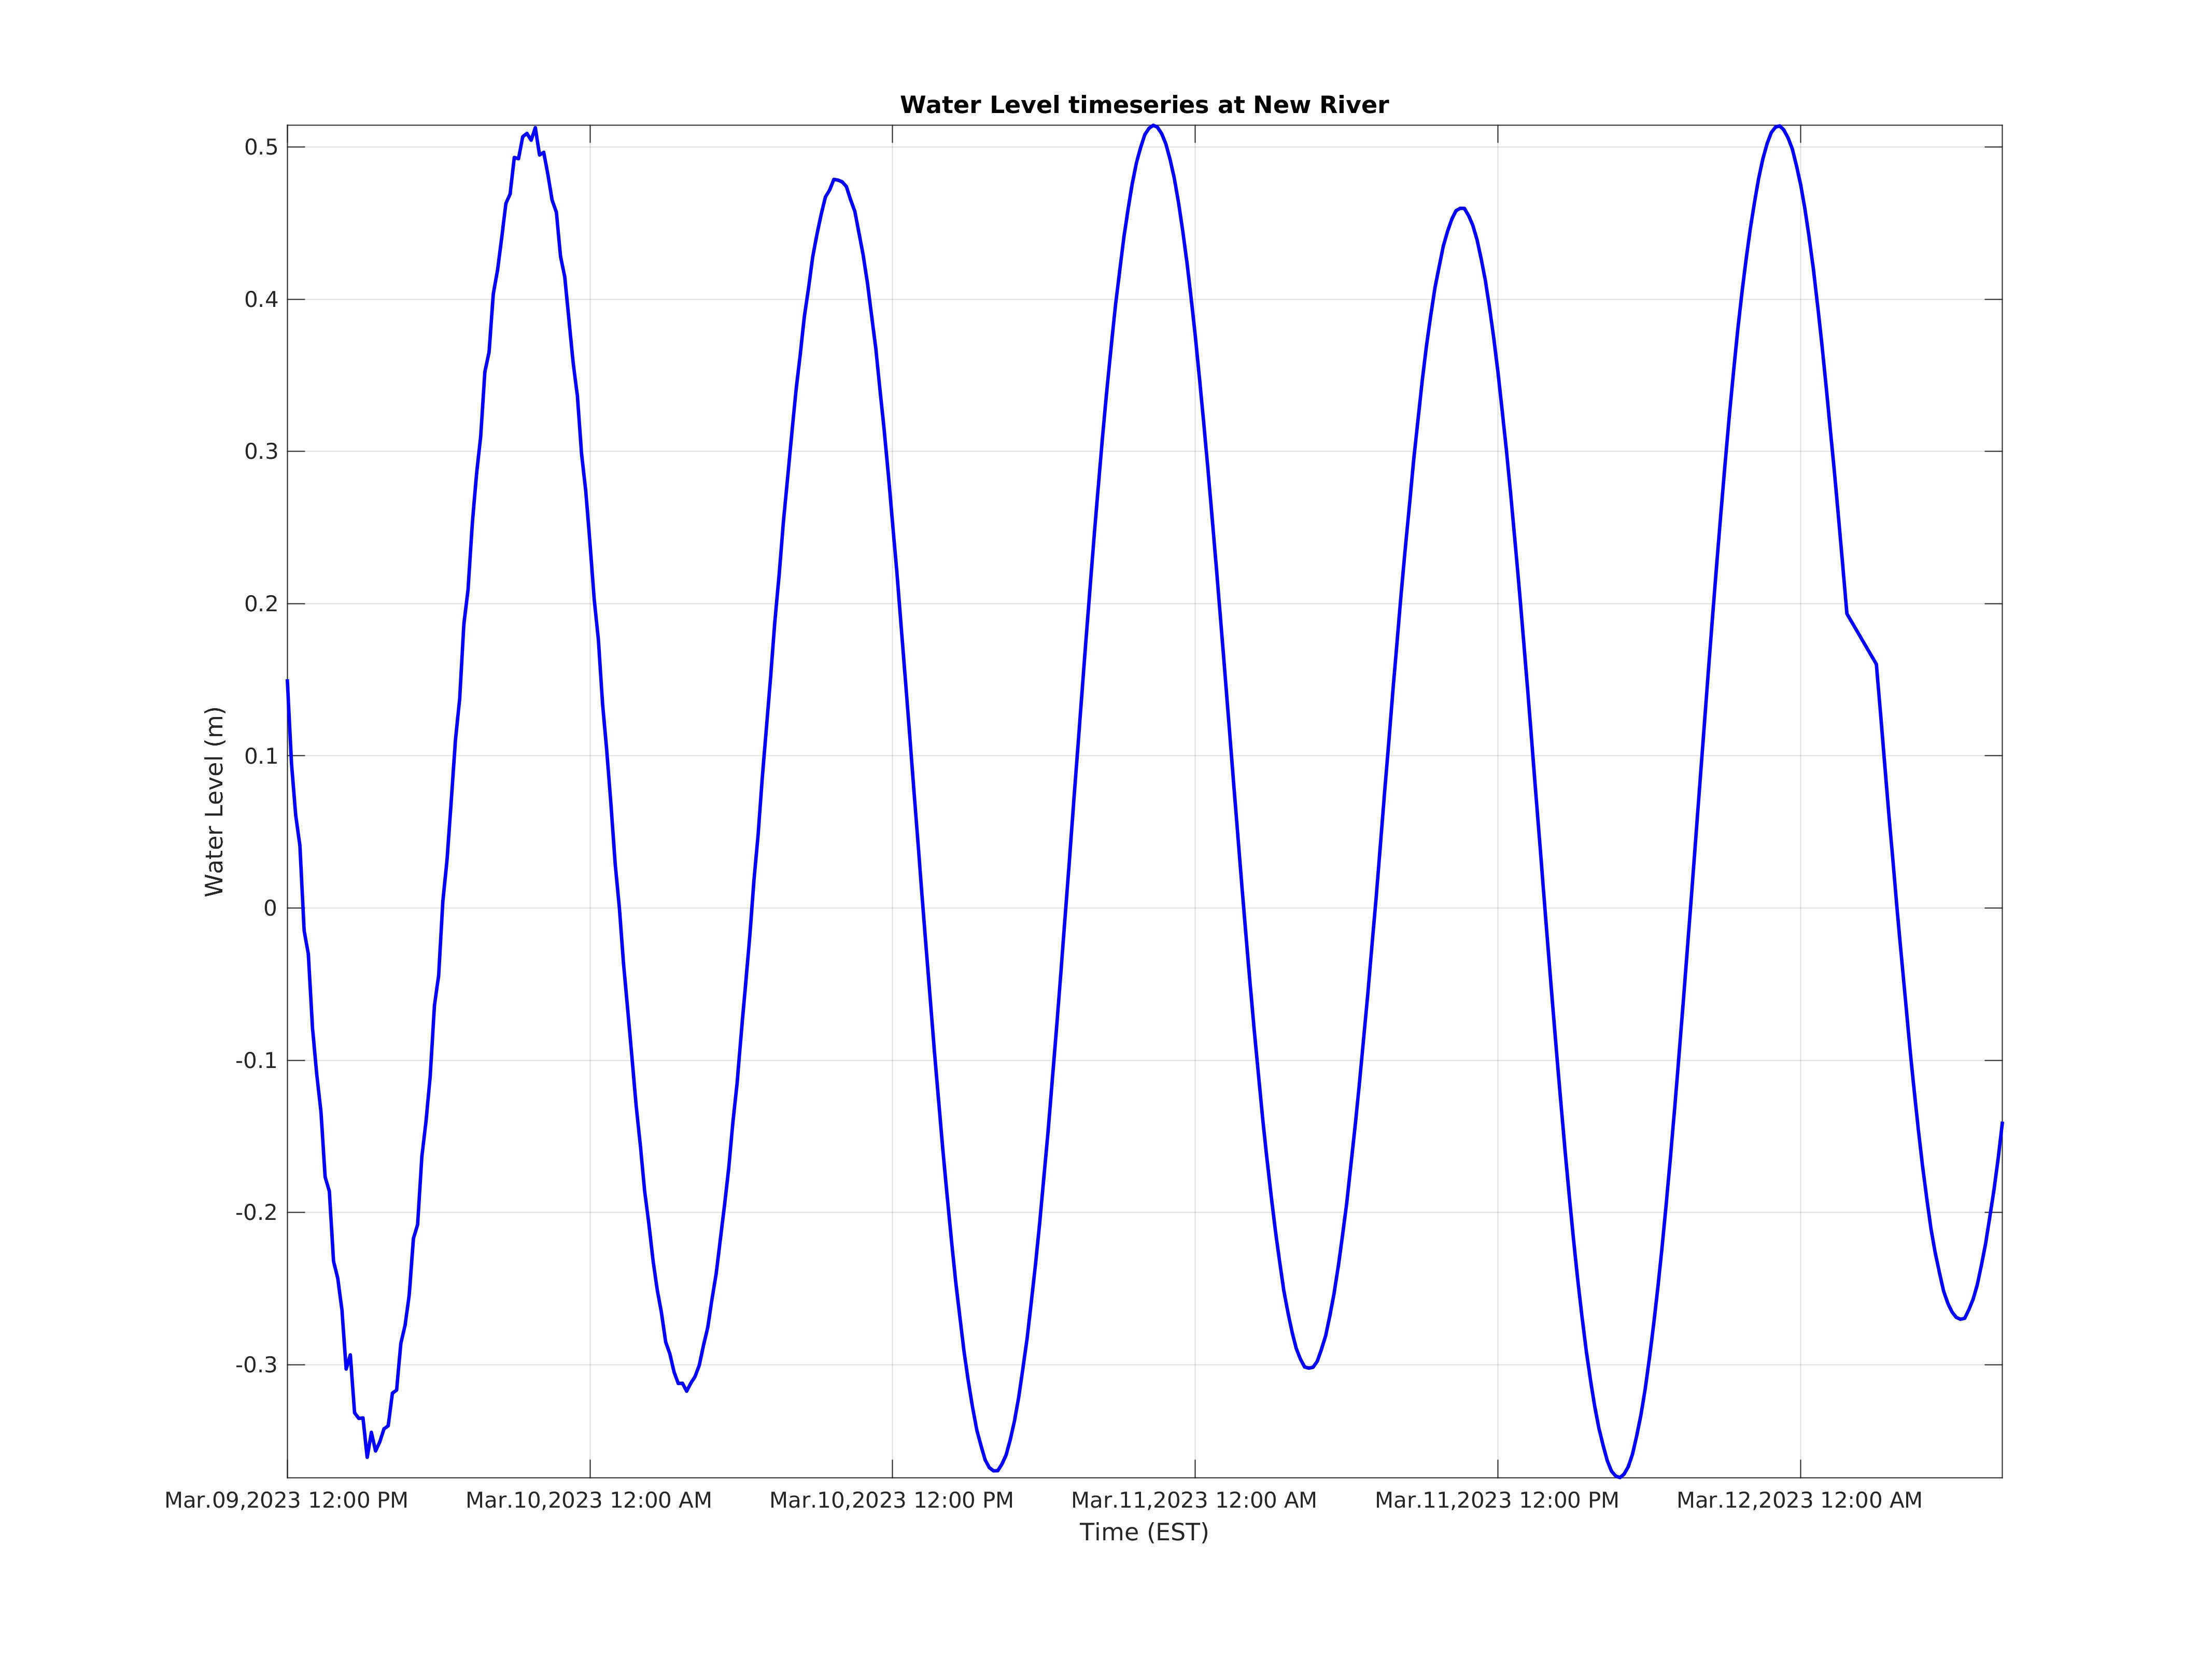 Water Level timeseries at New River
0.5
0.4
0.3
0.2
0.1
0
-0.1
-0.2
-0.3
Water Level (m)
Mar.09,2023 12:00 PM Mar.10,2023 12:00 AM Mar.10,2023 12:00 PM Mar.11,2023 12:00 AM Mar.11,2023 12:00 PM Mar.12,2023 12:00 AM
Time (EST)